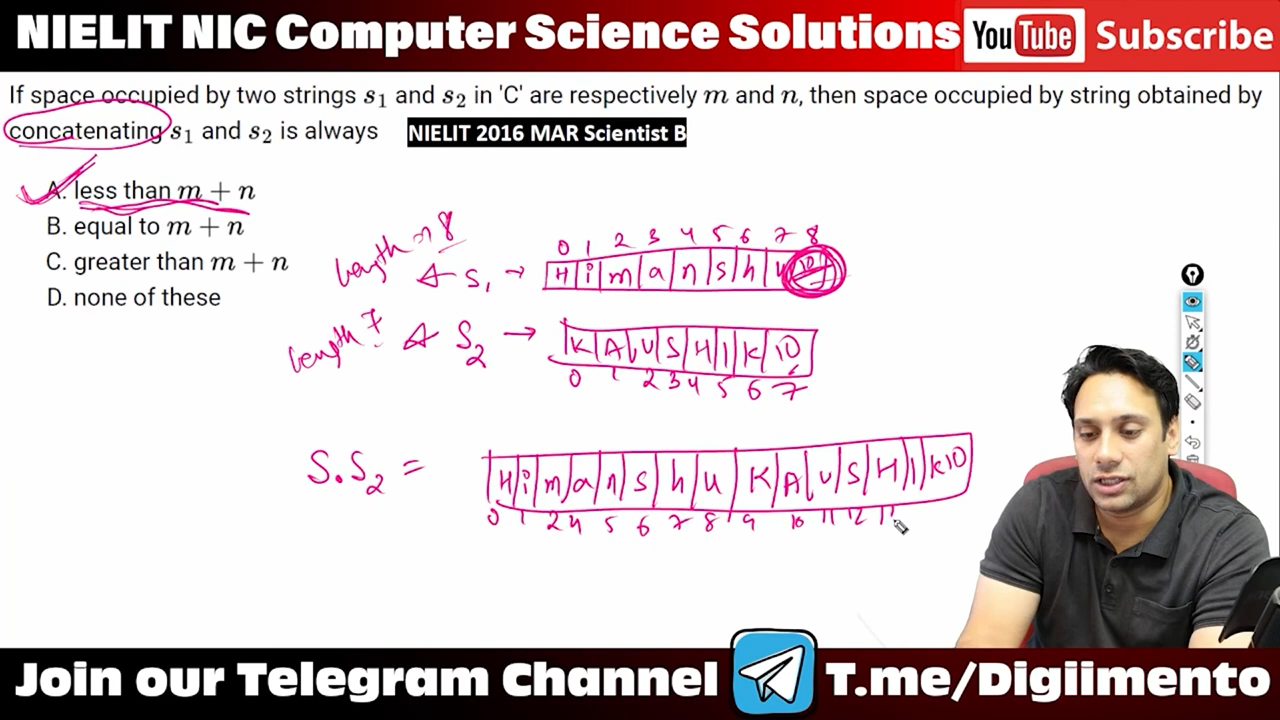 NIELIT NIC Computer Science Solutions YouTube Subscribe
If space occupied by two strings s₁ and s₂ in 'C' are respectively m and n, then space occupied by string obtained by
concatenating s₁ and s₂ is always NIELIT 2016 MAR Scientist B
A. less than m + n
B. equal to m + n
C. greater than m + n
D. none of these
0 1 2 3 4 5 6 7 8
length 8 S₁ → H i m a n s h u \0
length 7 S₂ → K A U S H I K \0
0 1 2 3 4 5 6 7
S.S₂ = H i m a n s h u K A U S H I K \0
0 1 2 4 5 6 7 8 9 10 11 12 1
Join our Telegram Channel T.me/Digiimento